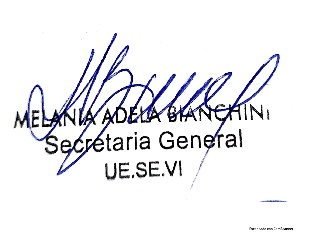 MELANIA ADELA BIANCHINI
Secretaria General
UE.SE.VI